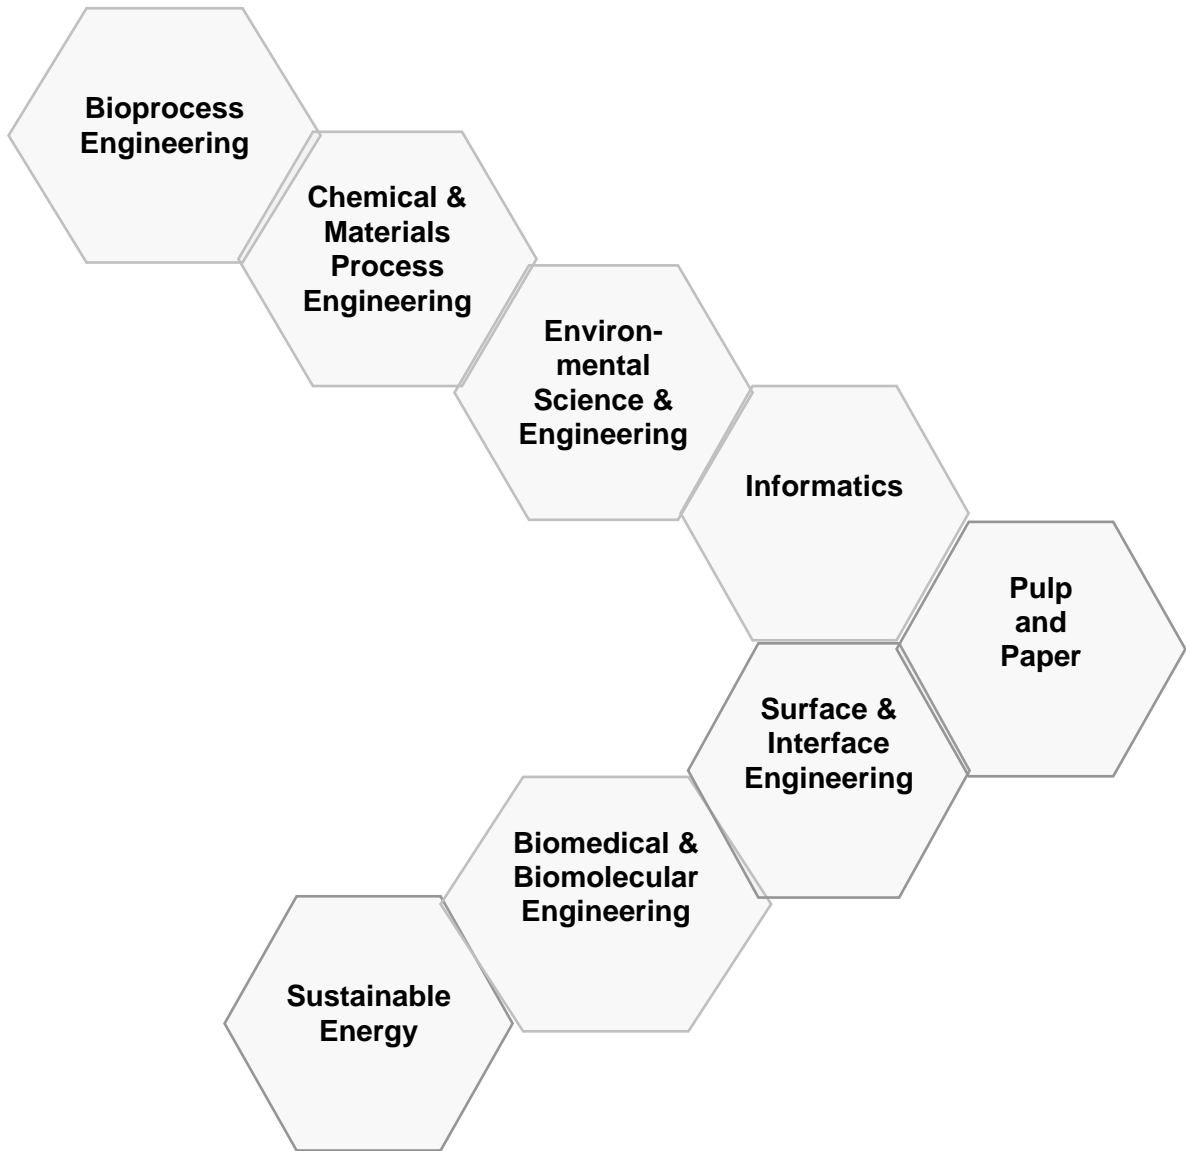 Bioprocess
Engineering
Chemical &
Materials
Process
Engineering
Environ-
mental
Science &
Engineering
Informatics
Pulp
and
Paper
Surface &
Interface
Engineering
Biomedical &
Biomolecular
Engineering
Sustainable
Energy